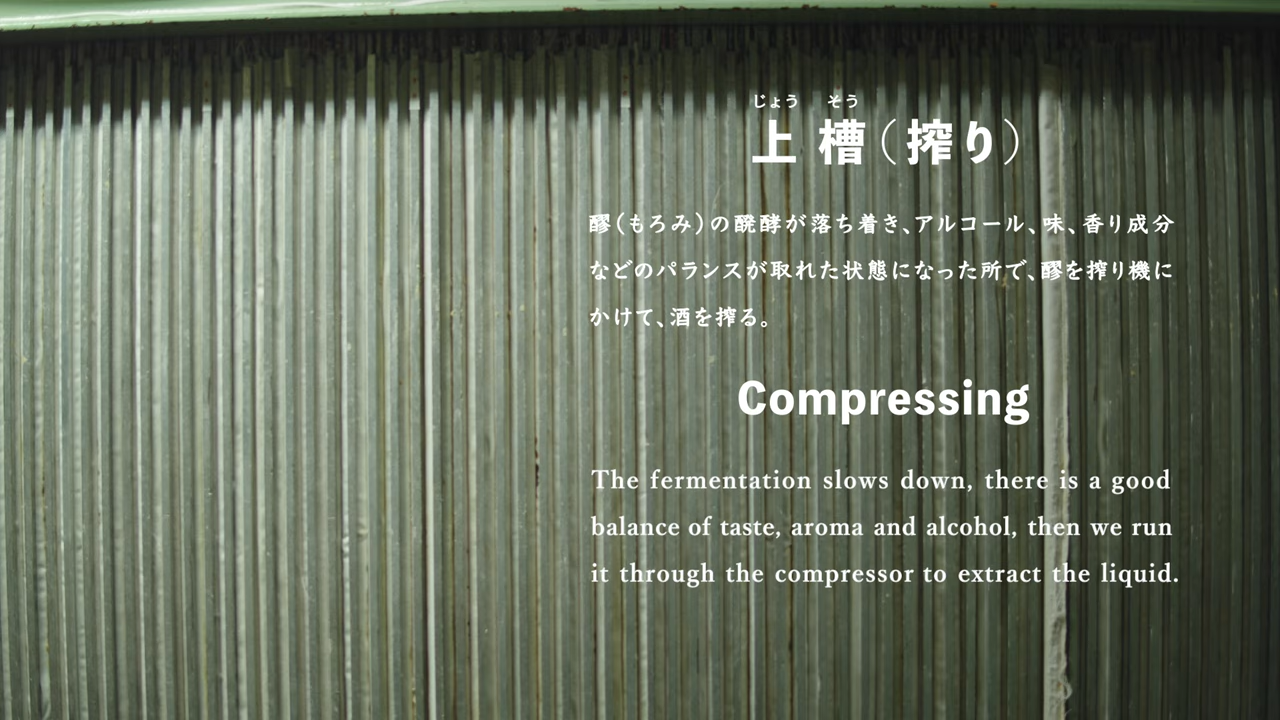 じょう そう
上槽（搾り）
醪（もろみ）の醗酵が落ち着き、アルコール、味、香り成分
などのバランスが取れた状態になった所で、醪を搾り機に
かけて、酒を搾る。
Compressing
The fermentation slows down, there is a good
balance of taste, aroma and alcohol, then we run
it through the compressor to extract the liquid.